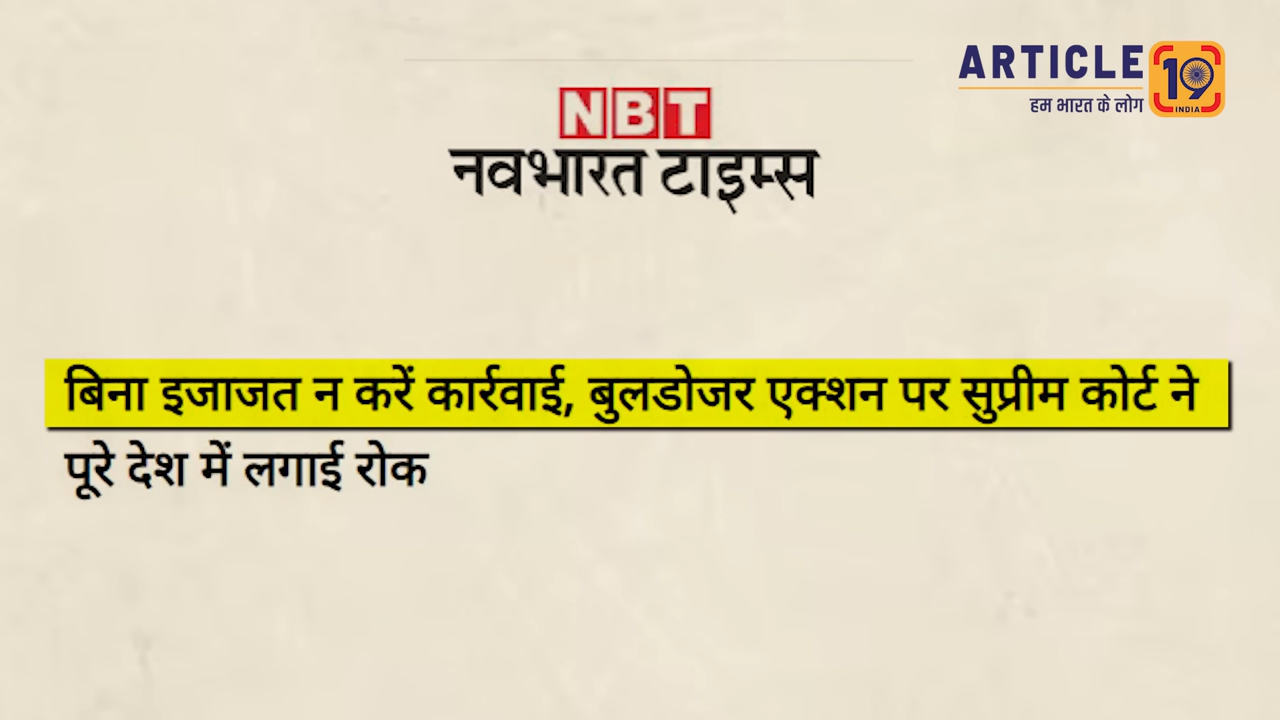 ARTICLE 19
हम भारत के लोग
INDIA
NBT
नवभारत टाइम्स
बिना इजाजत न करें कार्रवाई, बुलडोजर एक्शन पर सुप्रीम कोर्ट ने
पूरे देश में लगाई रोक